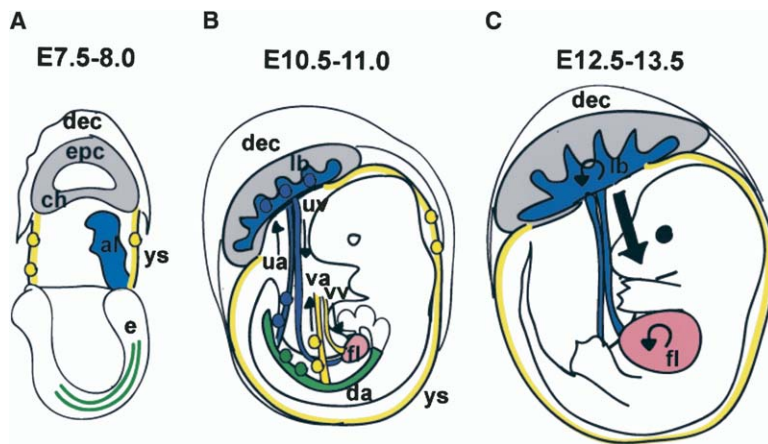 A
E7.5-8.0
dec
epc
ch
al
ys
e
B
E10.5-11.0
dec
lb
uv
ua
va
vv
fl
da
ys
C
E12.5-13.5
dec
lb
fl